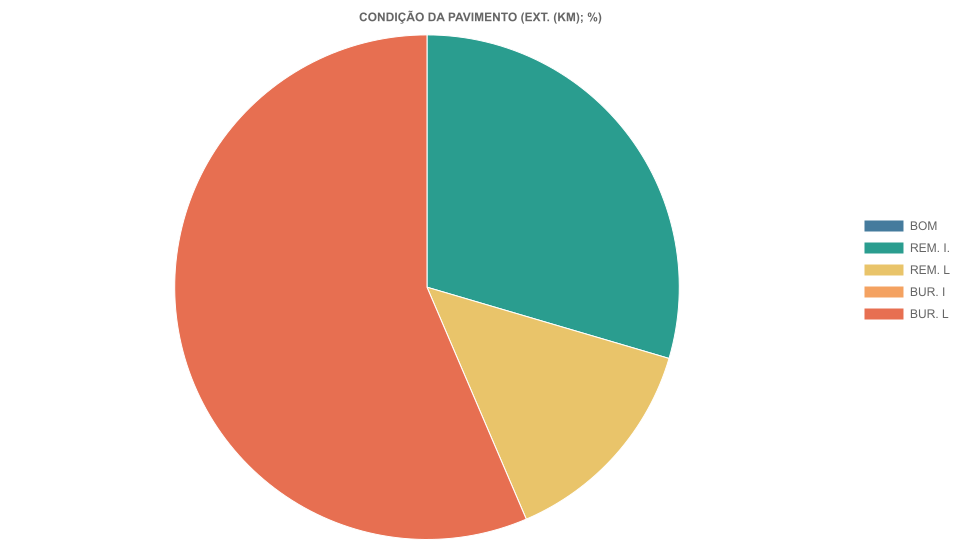 CONDIÇÃO DA PAVIMENTO (EXT. (KM); %)
BOM
REM. I.
REM. L
BUR. I
BUR. L